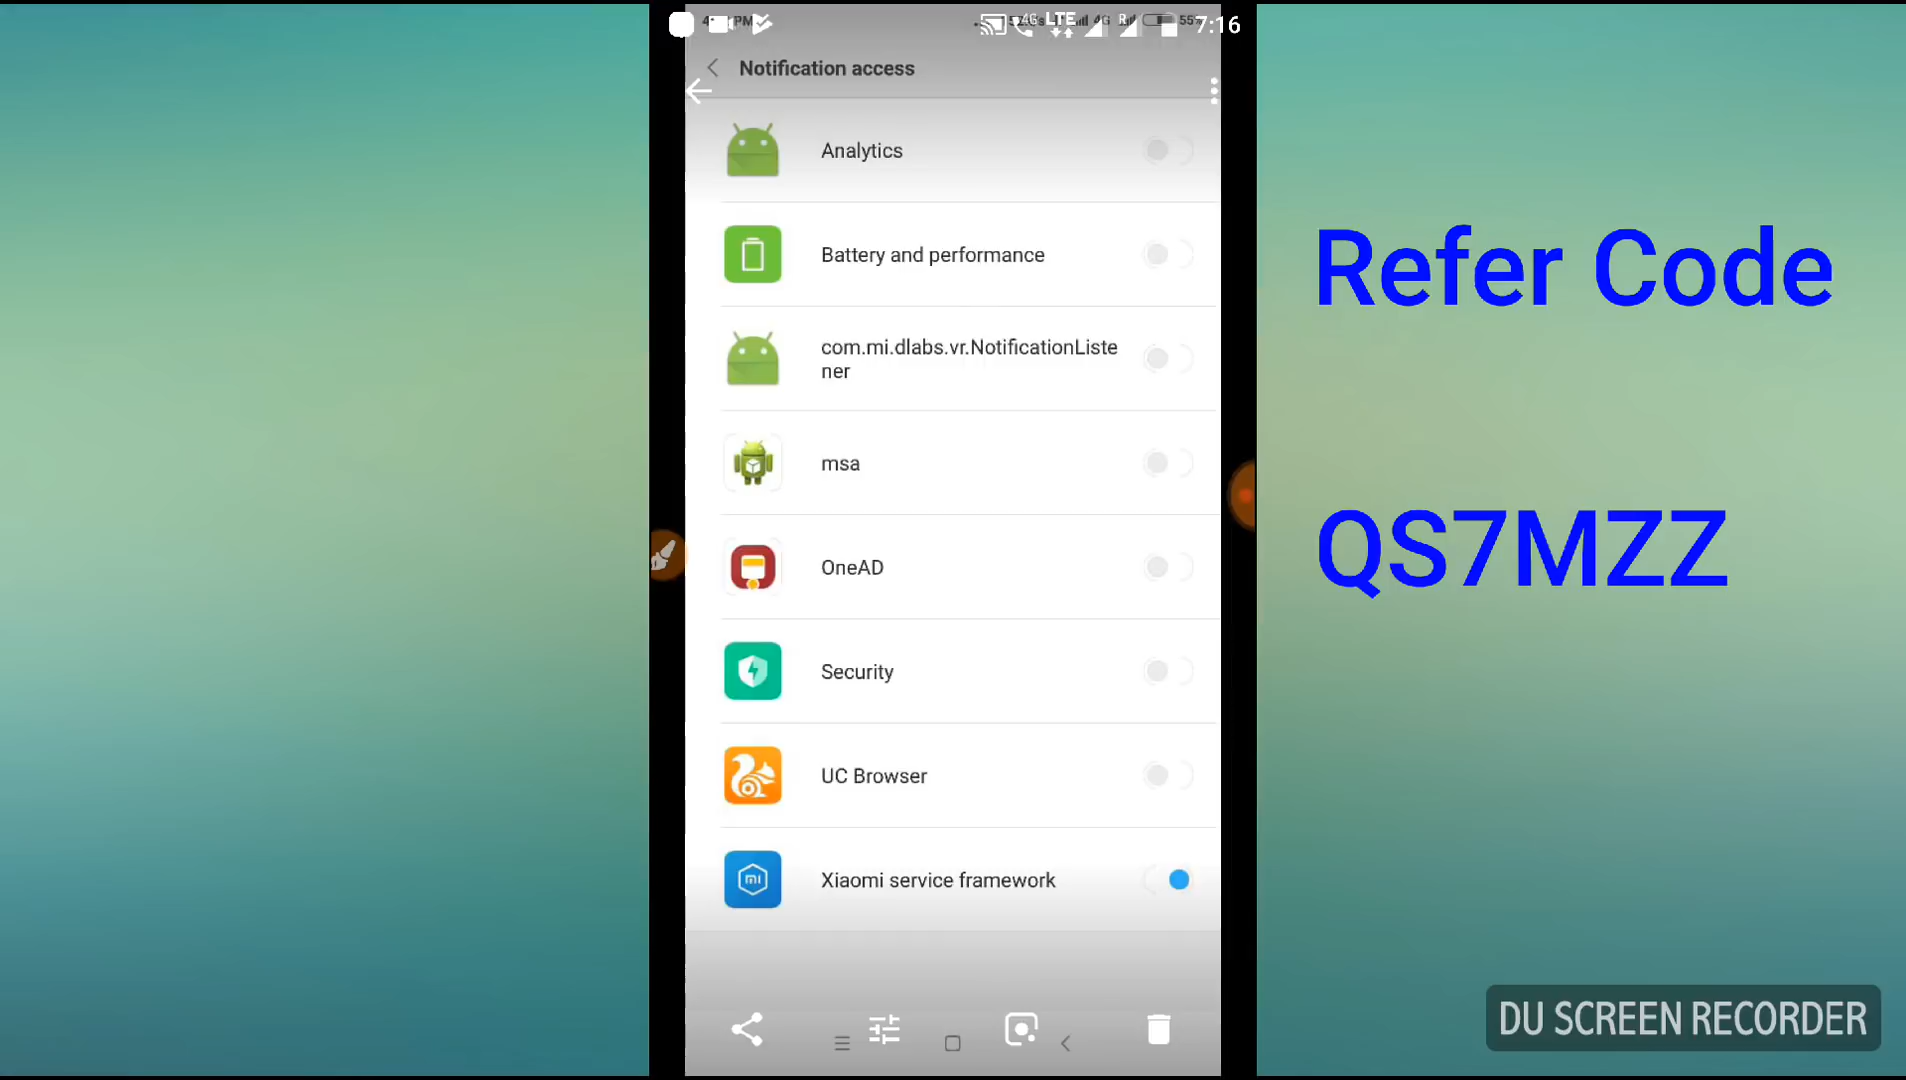 7:16
Notification access
Analytics
Battery and performance
com.mi.dlabs.vr.NotificationListe
ner
msa
OneAD
Security
UC Browser
Xiaomi service framework
Refer Code
QS7MZZ
DU SCREEN RECORDER